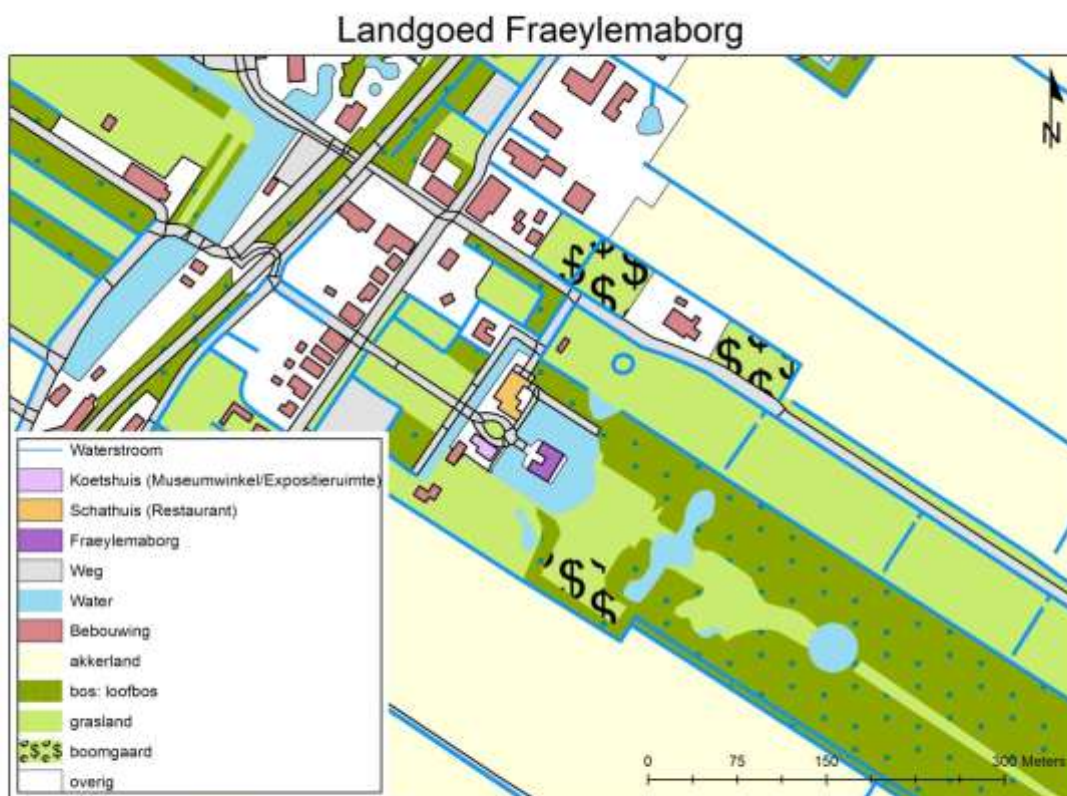 Landgoed Fraeylemaborg
N
Waterstroom
Koetshuis (Museumwinkel/Expositieruimte)
Schathuis (Restaurant)
Fraeylemaborg
Weg
Water
Bebouwing
akkerland
bos: loofbos
grasland
boomgaard
overig
0 75 150 300 Meters